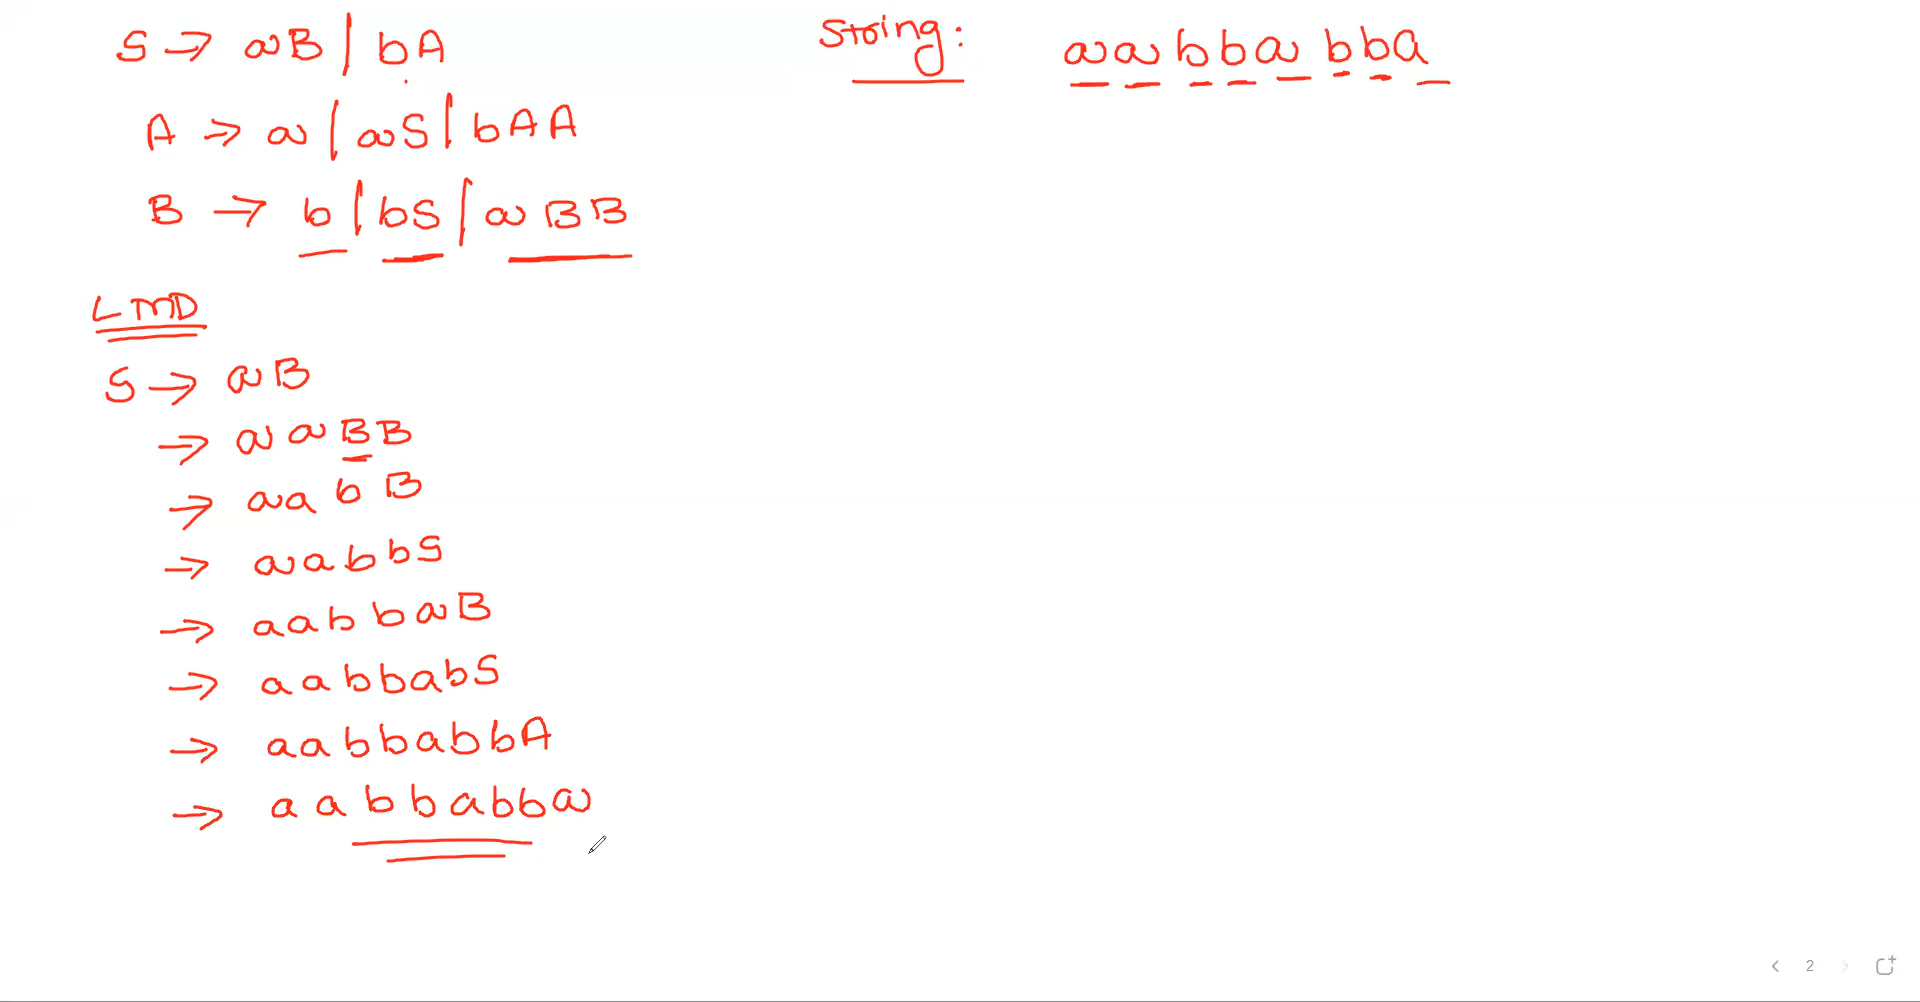 S → aB | bA
String: aabbabba
A → a | aS | bAA
B → b | bS | aBB
LMD
S → aB
→ aaBB
→ aabB
→ aabbS
→ aabbaB
→ aabbabS
→ aabbabbA
→ aabbabba
2